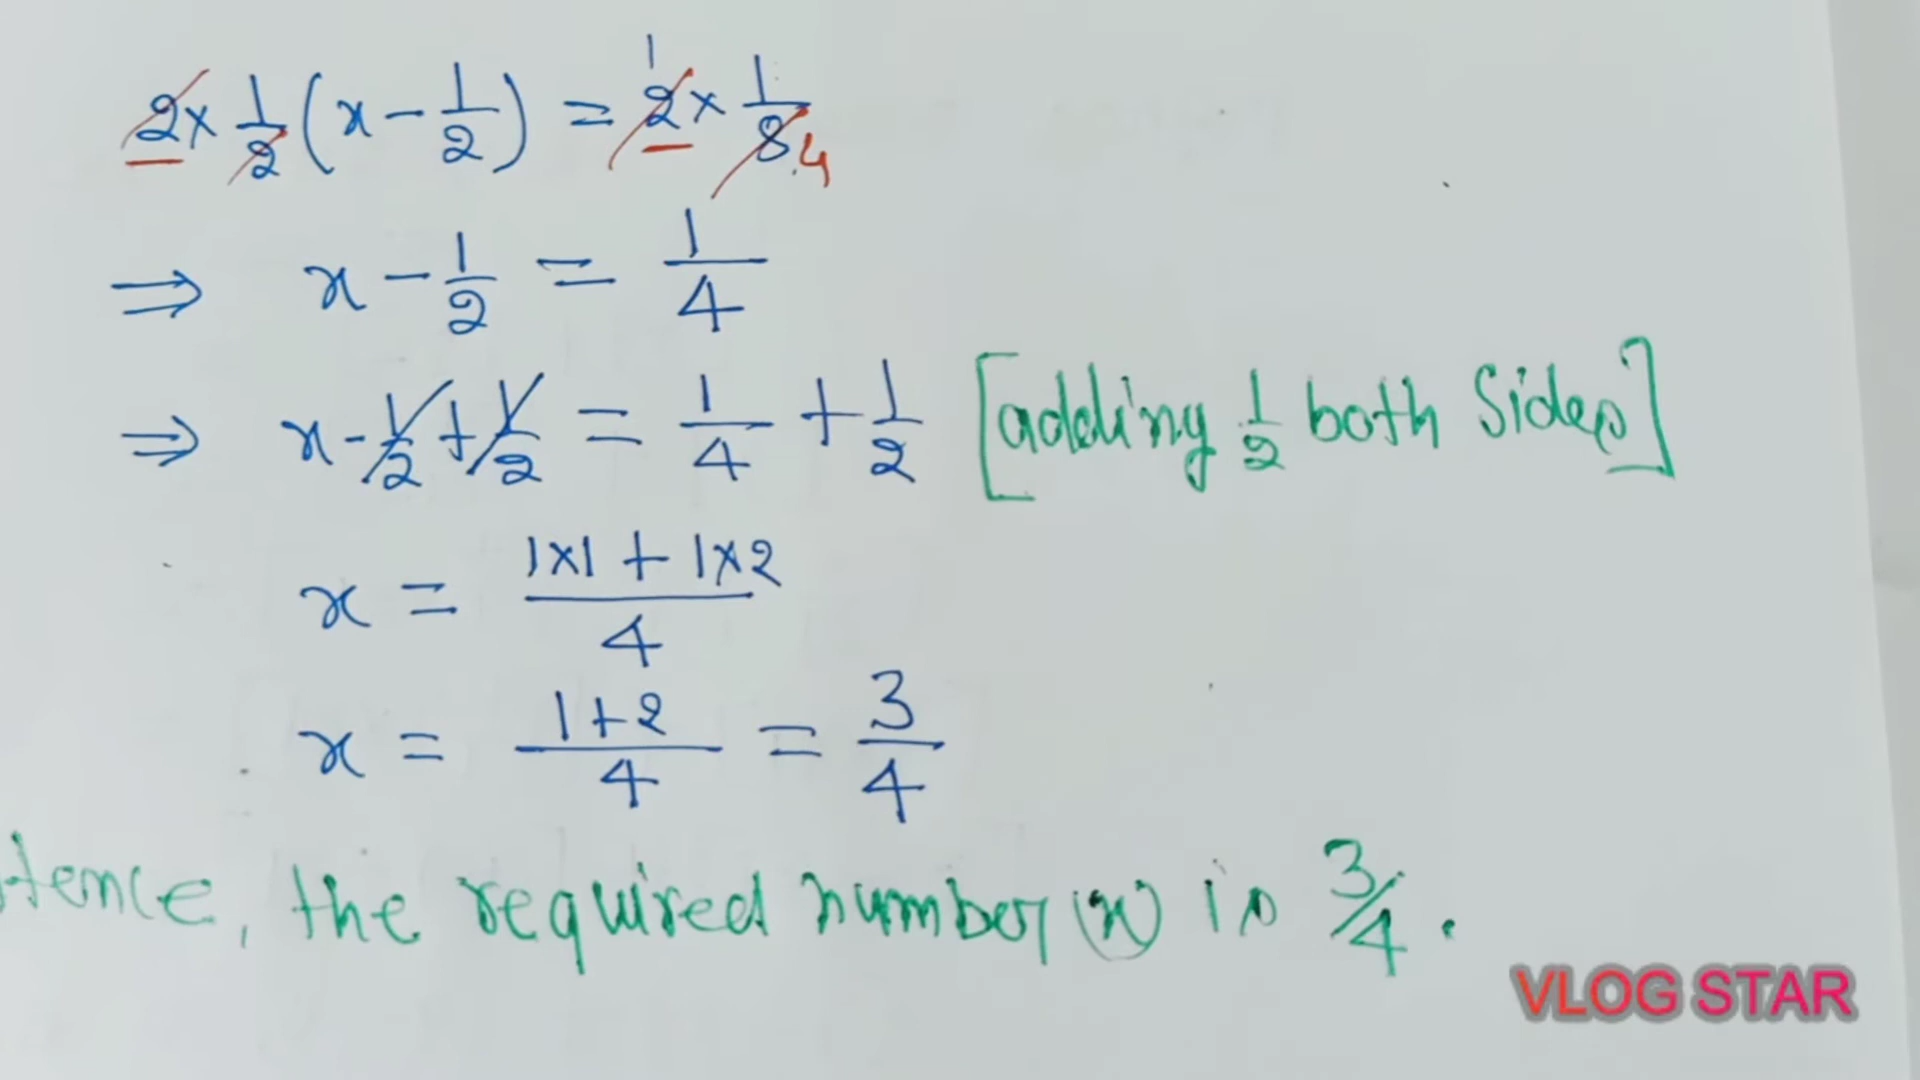 2 × 1/2 (x - 1/2) = 2 × 1/8 1 4
⇒ x - 1/2 = 1/4
⇒ x - 1/2 + 1/2 = 1/4 + 1/2 [adding 1/2 both sides]
x = (1×1 + 1×2)/4
x = (1+2)/4 = 3/4
Hence, the required number (x) is 3/4.
VLOG STAR